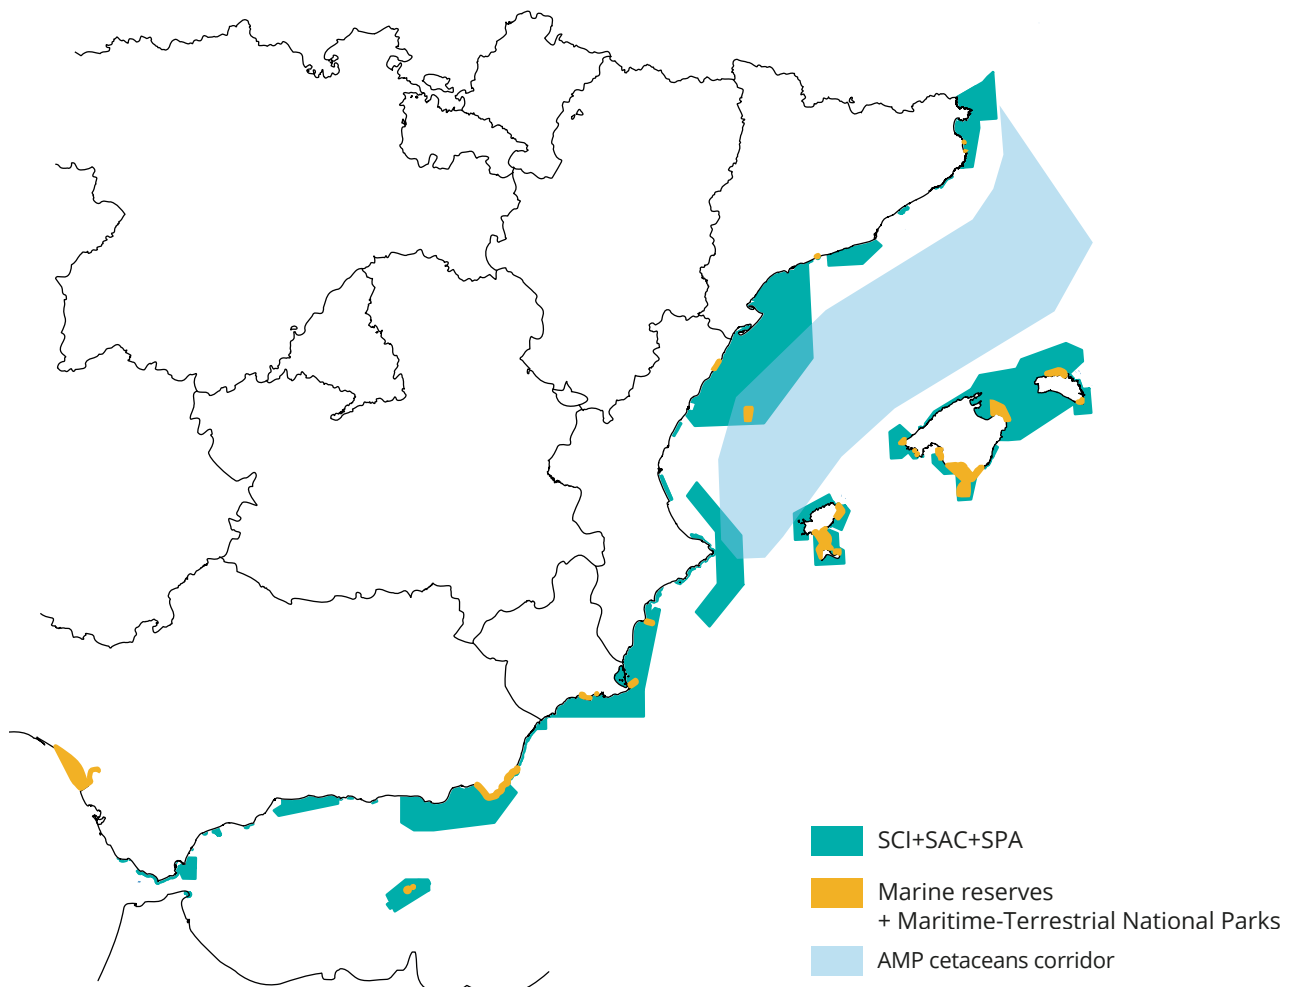 SCI+SAC+SPA
Marine reserves
+ Maritime-Terrestrial National Parks
AMP cetaceans corridor